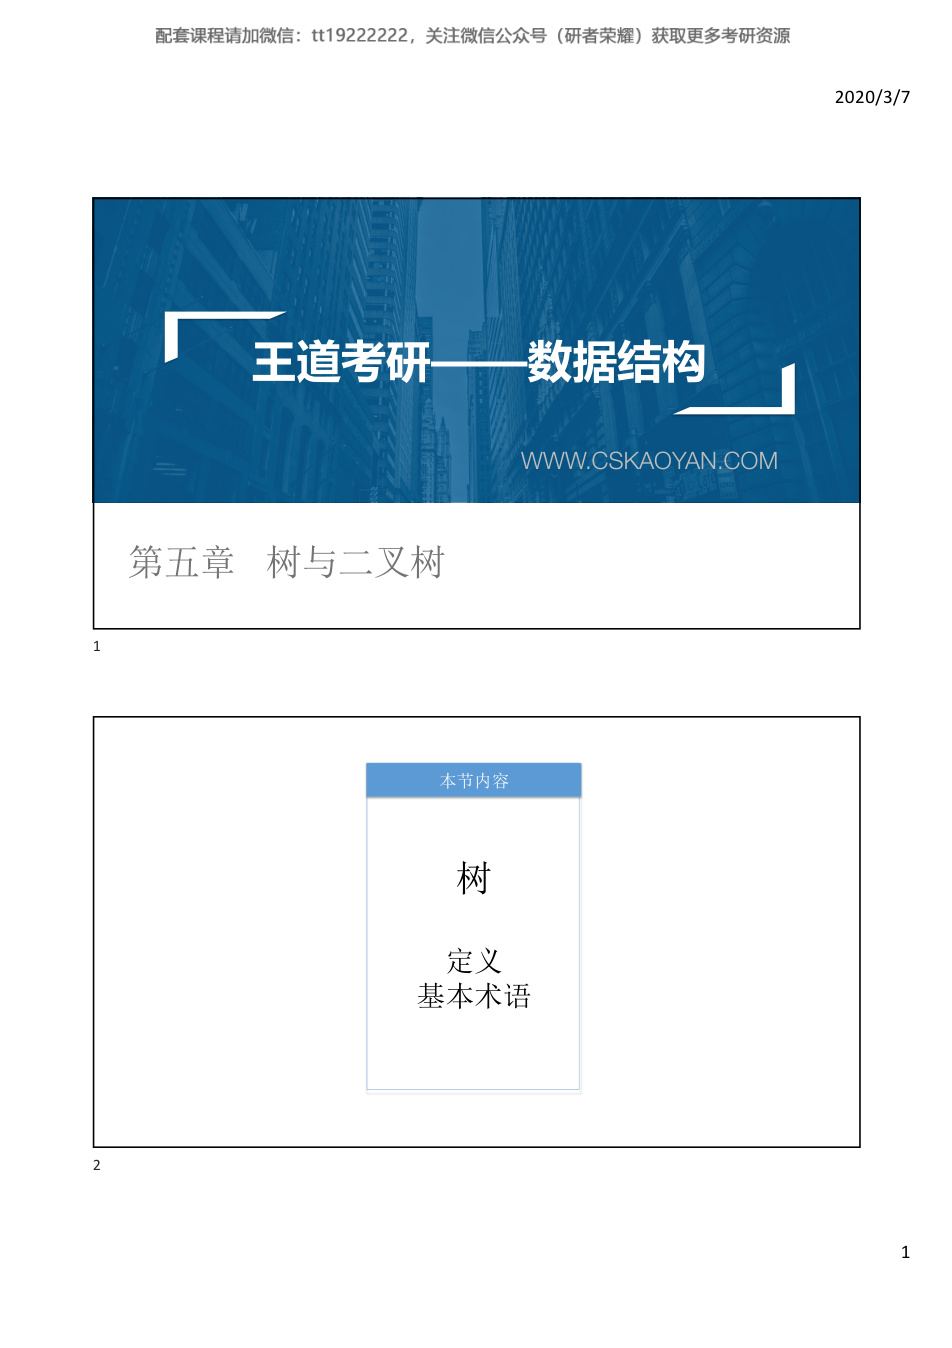 配套课程请加微信：tt19222222，关注微信公众号（研者荣耀）获取更多考研资源
2020/3/7
王道考研——数据结构
WWW.CSKAOYAN.COM
第五章 树与二叉树
1
本节内容
树
定义
基本术语
2
1